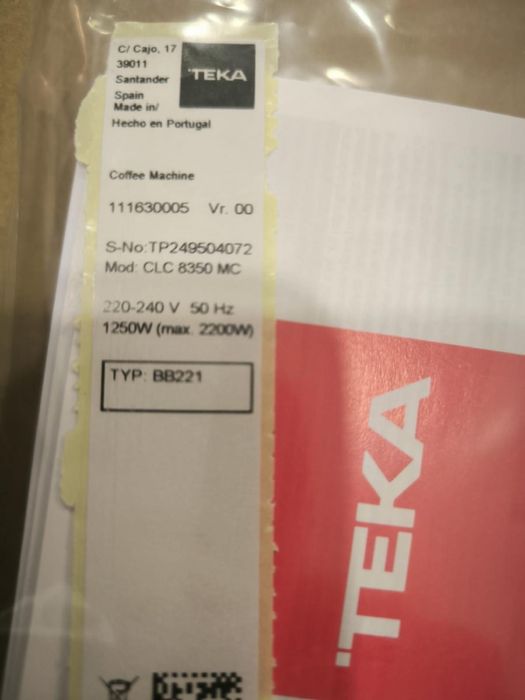 C/ Cajo, 17
39011
Santander
Spain
Made in/
Hecho en Portugal
TEKA
Coffee Machine
111630005 Vr. 00
S-No:TP249504072
Mod: CLC 8350 MC
220-240 V 50 Hz
1250W (max. 2200W)
TYP: BB221
TEKA